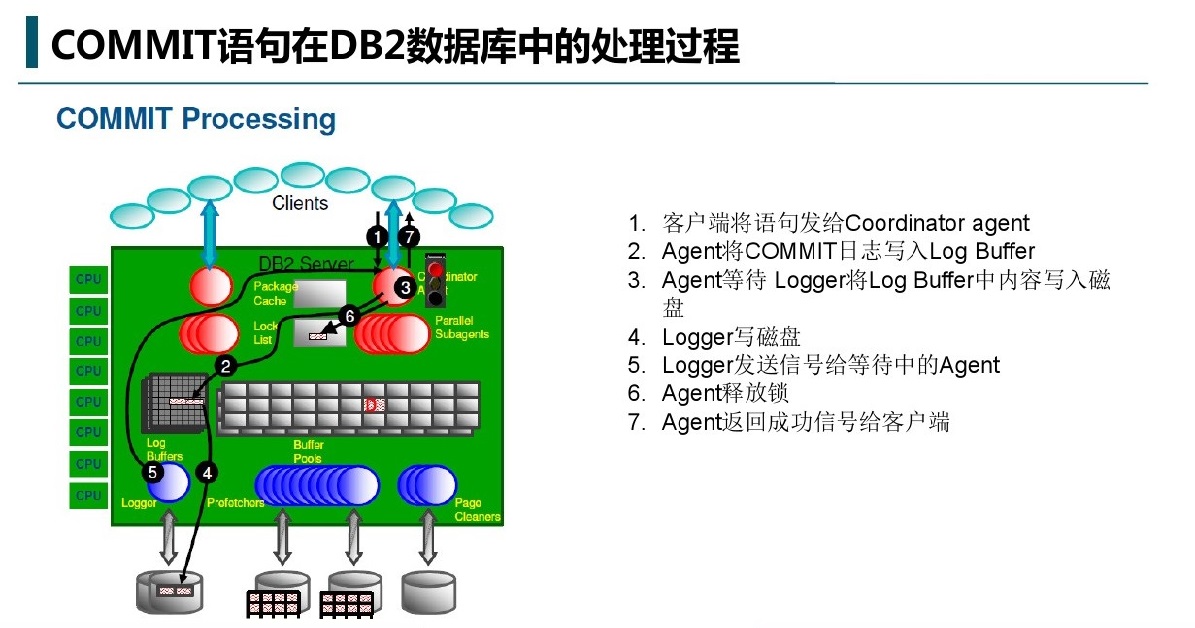 COMMIT语句在DB2数据库中的处理过程
COMMIT Processing
Clients
1
7
DB2 Server
CPU
CPU
CPU
CPU
CPU
CPU
CPU
CPU
Package
Cache
3
6
Lock
List
Parallel
Subagents
2
Log
Buffers
Buffer
Pools
5
4
Logger
Prefetchers
Page
Cleaners
1. 客户端将语句发给Coordinator agent
2. Agent将COMMIT日志写入Log Buffer
3. Agent等待 Logger将Log Buffer中内容写入磁
盘
4. Logger写磁盘
5. Logger发送信号给等待中的Agent
6. Agent释放锁
7. Agent返回成功信号给客户端